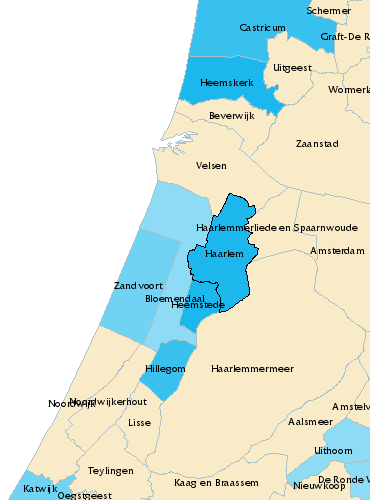 Schermer
Castricum
Graft-De R
Uitgeest
Heemskerk
Wormerla
Beverwijk
Zaanstad
Velsen
Haarlemmerliede en Spaarnwoude
Haarlem
Amsterdam
Zandvoort
Bloemendaal
Heemstede
Hillegom
Haarlemmermeer
Noordwijkerhout
Noordwijk
Amstelv
Lisse
Aalsmeer
Uithoorn
Teylingen
De Ronde V
Kaag en Braassem
Nieuwkoop
Katwijk
Oegstgeest